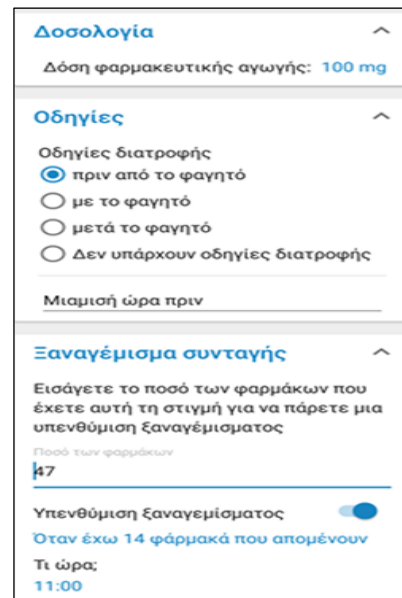 Δοσολογία
Δόση φαρμακευτικής αγωγής: 100 mg
Οδηγίες
Οδηγίες διατροφής
πριν από το φαγητό
με το φαγητό
μετά το φαγητό
Δεν υπάρχουν οδηγίες διατροφής
Μιαμισή ώρα πριν
Ξαναγέμισμα συνταγής
Εισάγετε το ποσό των φαρμάκων που
έχετε αυτή τη στιγμή για να πάρετε μια
υπενθύμιση ξαναγέμισματος
Ποσό των φαρμάκων
47
Υπενθύμιση ξαναγεμίσματος
Όταν έχω 14 φάρμακά που απομένουν
Τι ώρα;
11:00